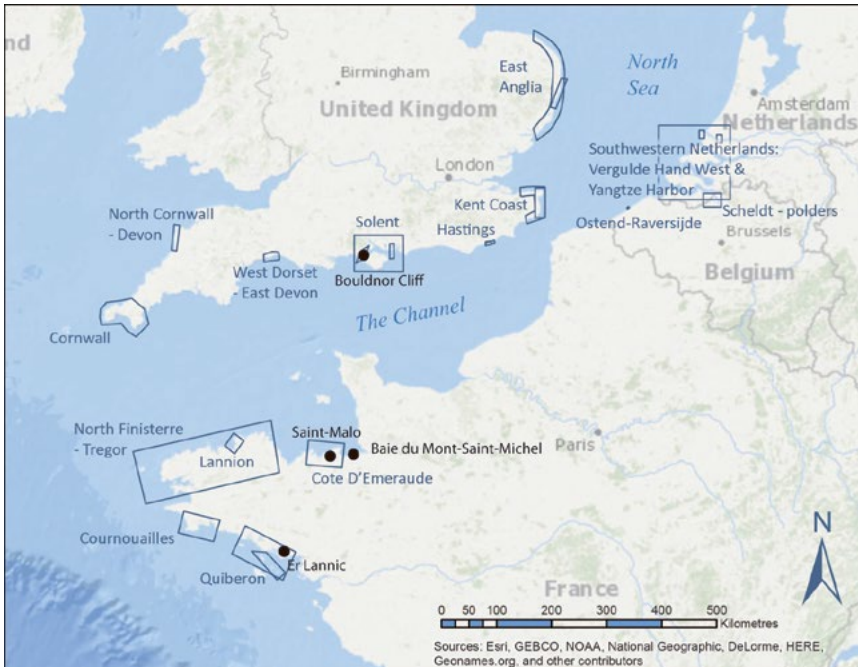 nd
Birmingham
United Kingdom
East
Anglia
North
Sea
Amsterdam
Netherlands
Southwestern Netherlands:
Vergulde Hand West &
Yangtze Harbor
London
Kent Coast
Hastings
North Cornwall
- Devon
Solent
Bouldnor Cliff
West Dorset
- East Devon
Ostend-Raversijde
Scheldt - polders
Brussels
Belgium
The Channel
Cornwall
North Finisterre
- Tregor
Lannion
Saint-Malo
Baie du Mont-Saint-Michel
Cote D'Emeraude
Paris
Cournouailles
Quiberon
Er Lannic
France
N
0 25 50 100 200 300 400 500
Kilometres
Sources: Esri, GEBCO, NOAA, National Geographic, DeLorme, HERE,
Geonames.org, and other contributors